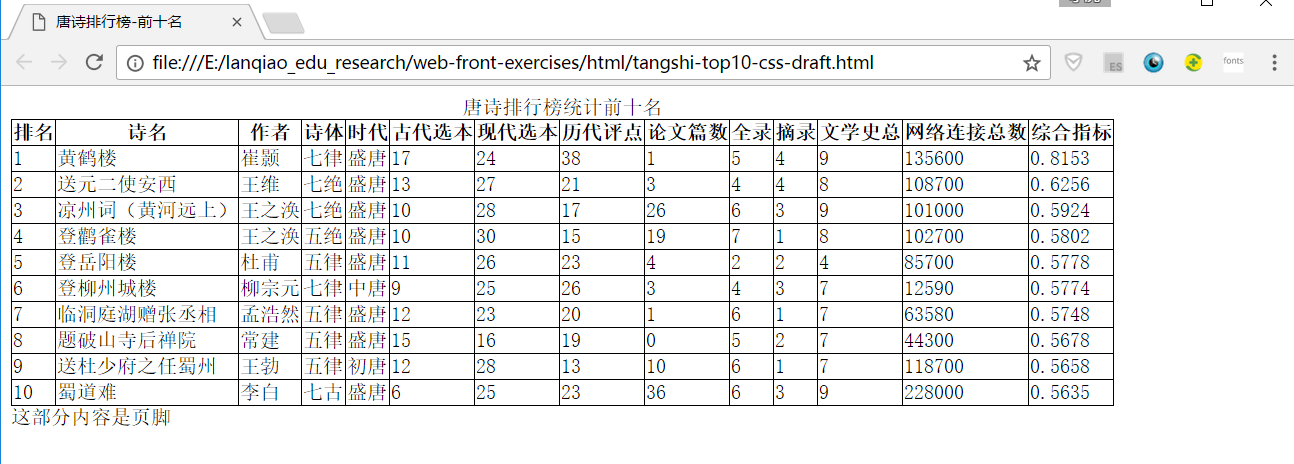 唐诗排行榜-前十名
file:///E:/lanqiao_edu_research/web-front-exercises/html/tangshi-top10-css-draft.html
ES
fonts
唐诗排行榜统计前十名
排名 诗名 作者 诗体 时代 古代选本 现代选本 历代评点 论文篇数 全录 摘录 文学史总 网络连接总数 综合指标
1 黄鹤楼 崔颢 七律 盛唐 17 24 38 1 5 4 9 135600 0.8153
2 送元二使安西 王维 七绝 盛唐 13 27 21 3 4 4 8 108700 0.6256
3 凉州词（黄河远上） 王之涣 七绝 盛唐 10 28 17 26 6 3 9 101000 0.5924
4 登鹳雀楼 王之涣 五绝 盛唐 10 30 15 19 7 1 8 102700 0.5802
5 登岳阳楼 杜甫 五律 盛唐 11 26 23 4 2 2 4 85700 0.5778
6 登柳州城楼 柳宗元 七律 中唐 9 25 26 3 4 3 7 12590 0.5774
7 临洞庭湖赠张丞相 孟浩然 五律 盛唐 12 23 20 1 6 1 7 63580 0.5748
8 题破山寺后禅院 常建 五律 盛唐 15 16 19 0 5 2 7 44300 0.5678
9 送杜少府之任蜀州 王勃 五律 初唐 12 28 13 10 6 1 7 118700 0.5658
10 蜀道难 李白 七古 盛唐 6 25 23 36 6 3 9 228000 0.5635
这部分内容是页脚